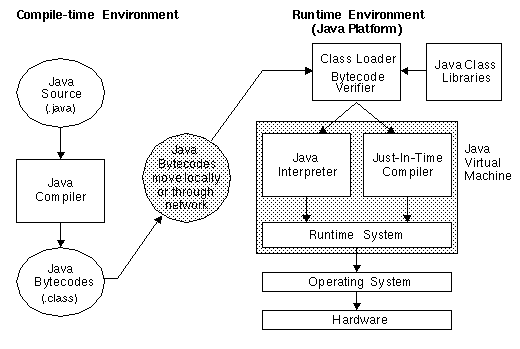 Compile-time Environment
Java
Source
(.java)
Java
Compiler
Java
Bytecodes
(.class)
Java
Bytecodes
move locally
or through
network
Runtime Environment
(Java Platform)
Class Loader
Bytecode
Verifier
Java Class
Libraries
Java
Interpreter
Just-In-Time
Compiler
Java
Virtual
Machine
Runtime System
Operating System
Hardware